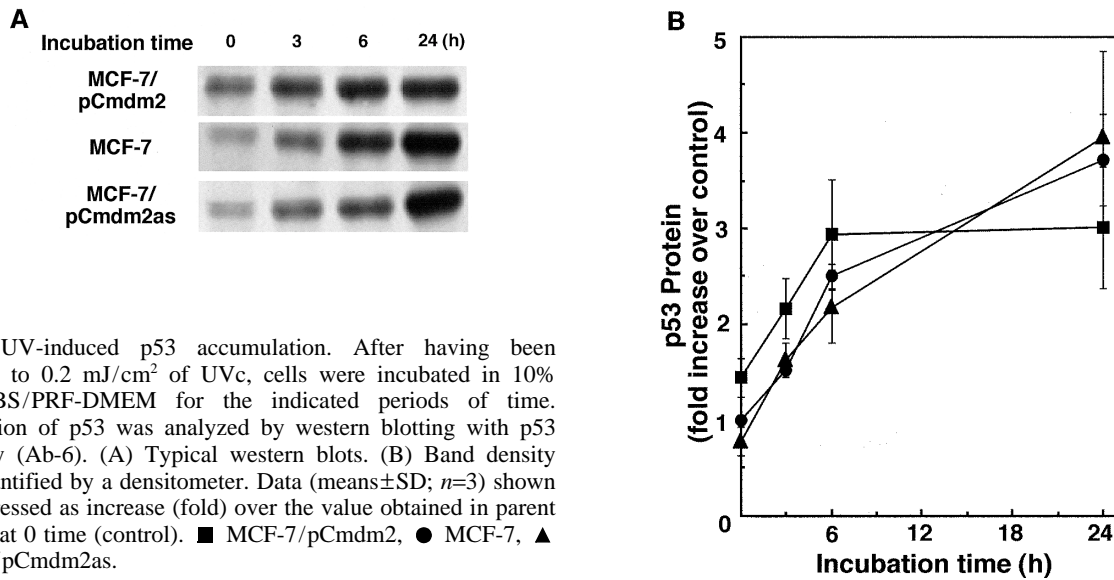 A
Incubation time 0 3 6 24 (h)
MCF-7/
pCmdm2
MCF-7
MCF-7/
pCmdm2as
UV-induced p53 accumulation. After having been
to 0.2 mJ/cm² of UVc, cells were incubated in 10%
BS/PRF-DMEM for the indicated periods of time.
ion of p53 was analyzed by western blotting with p53
(Ab-6). (A) Typical western blots. (B) Band density
ntified by a densitometer. Data (means±SD; n=3) shown
ressed as increase (fold) over the value obtained in parent
at 0 time (control). ■ MCF-7/pCmdm2, ● MCF-7, ▲
pCmdm2as.
B
p53 Protein
(fold increase over control)
5
4
3
2
1
0 6 12 18 24
Incubation time (h)